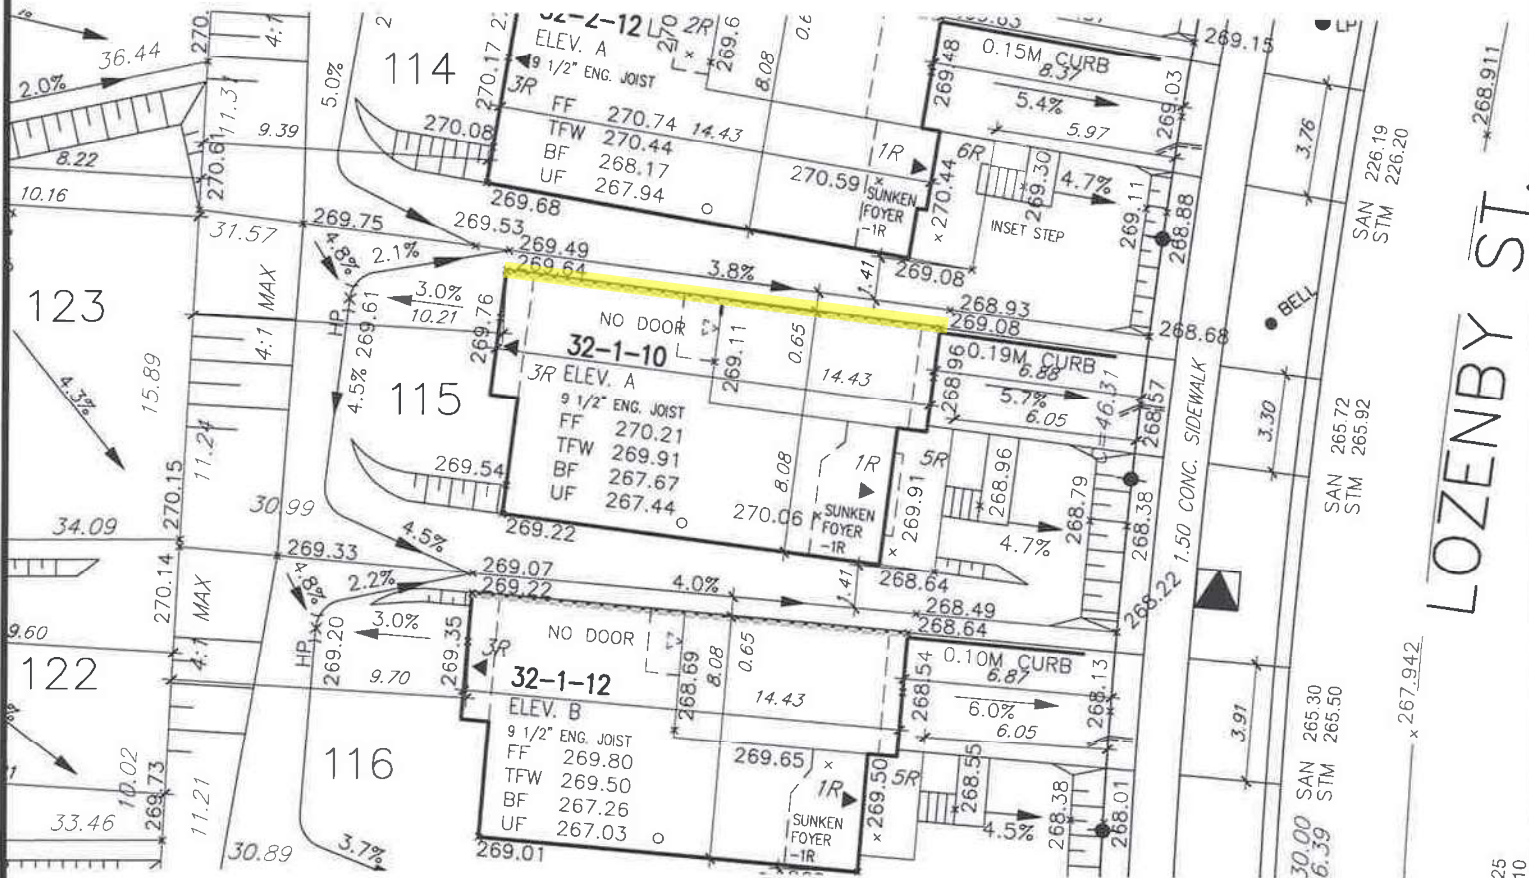 32-2-12
ELEV. A
9 1/2" ENG. JOIST
3R
FF 270.74
TFW 270.44
BF 268.17
UF 267.94
114
2R
8.08
14.43
270.17
270.08
269.68
269.48
270.59
1R
SUNKEN
FOYER
-1R
270.44
6R
269.30
INSET STEP
4.7%
0.15M CURB
8.37
5.4%
5.97
269.03
269.15
269.11
268.88
LP
3.76
SAN 226.19
STM 226.20
268.911
36.44
2.0%
4:1
5.0%
11.31
9.39
8.22
270.61
10.16
31.57
269.75
269.53
269.49
269.64
3.8%
1.41
269.08
268.93
269.08
268.68
BELL
123
4:1 MAX
4.8%
2.1%
3.0%
10.21
HP
269.61
4.5%
269.76
NO DOOR
32-1-10
3R ELEV. A
9 1/2" ENG. JOIST
FF 270.21
TFW 269.91
BF 267.67
UF 267.44
115
269.11
0.65
14.43
8.08
268.96
0.19M CURB
6.88
5.7%
6.05
268.57
1.50 CONC. SIDEWALK
3.30
SAN 265.72
STM 265.92
LOZENBY ST.
4.3%
15.89
11.24
270.15
269.54
269.22
270.06
1R
SUNKEN
FOYER
-1R
269.91
5R
268.96
4.7%
268.79
268.38
268.22
34.09
30.99
269.33
4.5%
269.07
269.22
4.0%
1.41
268.64
268.49
268.64
270.14
MAX
4:1
9.60
122
4.8%
2.2%
3.0%
HP
269.20
9.70
269.35
3R
NO DOOR
32-1-12
ELEV. B
9 1/2" ENG. JOIST
FF 269.80
TFW 269.50
BF 267.26
UF 267.03
116
268.69
8.08
0.65
14.43
268.54
0.10M CURB
6.87
6.0%
6.05
268.13
3.91
SAN 265.30
STM 265.50
267.942
10.02
269.73
11.21
33.46
30.89
3.7%
269.01
269.65
1R
SUNKEN
FOYER
-1R
269.50
5R
268.55
4.5%
268.38
268.01
30.00
6.39
25
10